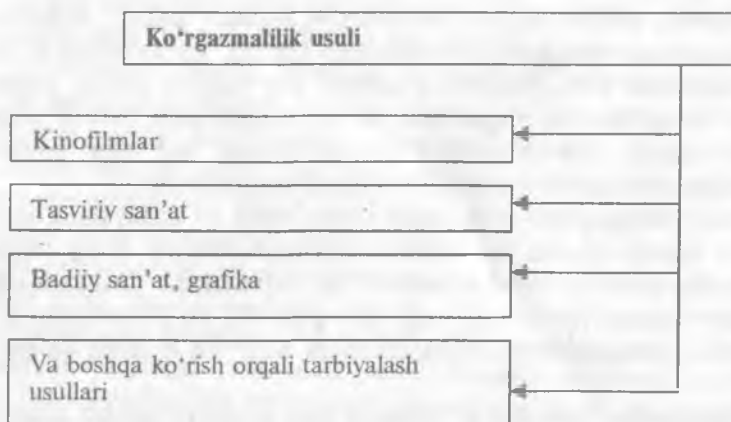 Ko‘rgazmalilik usuli
Kinofilmlar
Tasviriy san’at
Badiiy san’at, grafika
Va boshqa ko‘rish orqali tarbiyalash
usullari